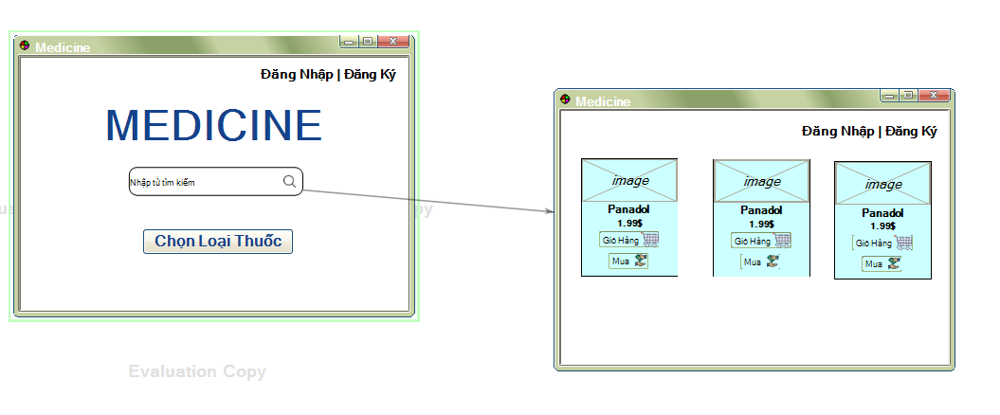 Medicine
Đăng Nhập | Đăng Ký
MEDICINE
Nhập từ tìm kiếm
Chọn Loại Thuốc
Evaluation Copy
Medicine
Đăng Nhập | Đăng Ký
image image image
Panadol Panadol Panadol
1.99$ 1.99$ 1.99$
Giỏ Hàng Giỏ Hàng Giỏ Hàng
Mua Mua Mua